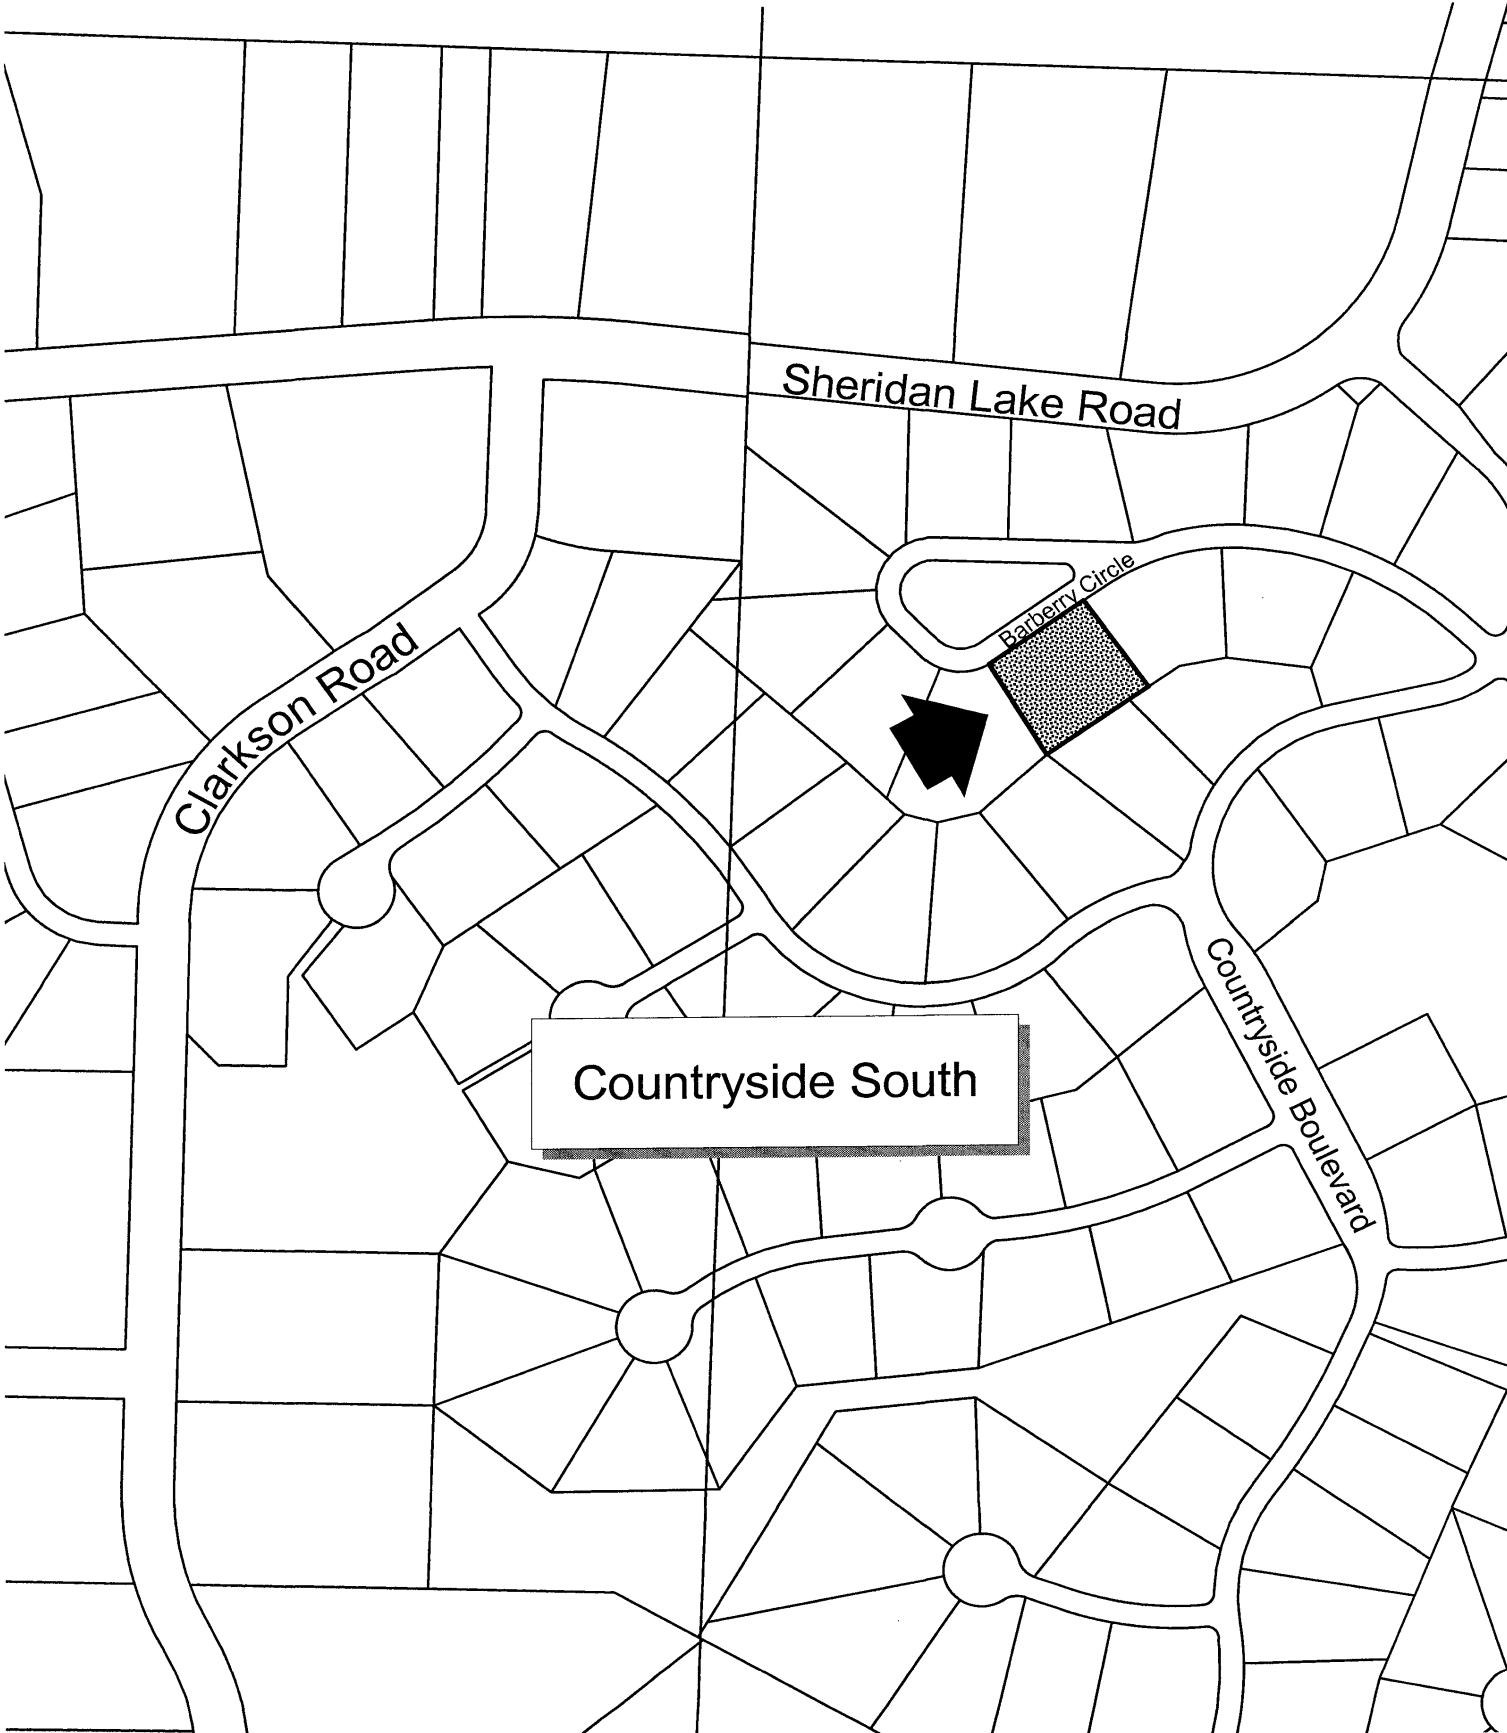 Sheridan Lake Road
Barberry Circle
Clarkson Road
Countryside Boulevard
Countryside South